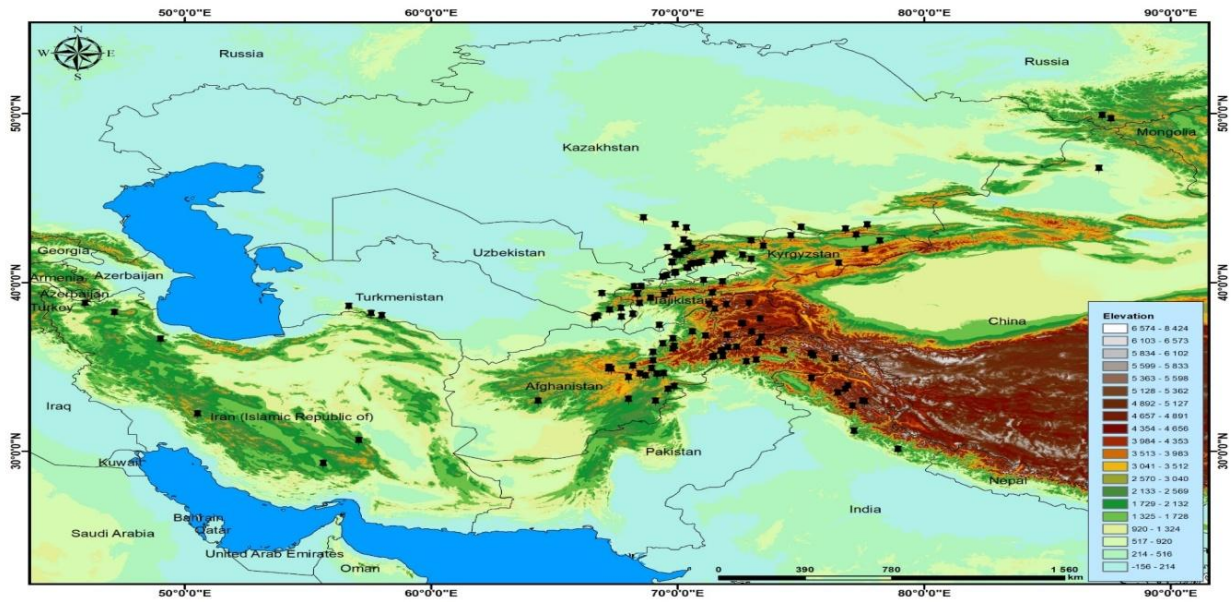 50°0'0"E 60°0'0"E 70°0'0"E 80°0'0"E 90°0'0"E
N
W E
S
Russia
Russia
50°0'0"N
50°0'0"N
Mongolia
Kazakhstan
Georgia
Uzbekistan
Kyrgyzstan
Armenia
Azerbaijan
40°0'0"N
40°0'0"N
Azerbaijan
Turkey
Turkmenistan
Tajikistan
China
Afghanistan
Iraq
Iran (Islamic Republic of)
30°0'0"N
30°0'0"N
Kuwait
Pakistan
Nepal
Bahrain
Qatar
India
Saudi Arabia
United Arab Emirates
Oman
Elevation
6 574 - 8 424
6 103 - 6 573
5 834 - 6 102
5 599 - 5 833
5 363 - 5 598
5 128 - 5 362
4 892 - 5 127
4 657 - 4 891
4 354 - 4 656
3 984 - 4 353
3 513 - 3 983
3 041 - 3 512
2 570 - 3 040
2 133 - 2 569
1 729 - 2 132
1 325 - 1 728
920 - 1 324
517 - 920
214 - 516
-156 - 214
0 390 780 1 560
km
50°0'0"E 60°0'0"E 70°0'0"E 80°0'0"E 90°0'0"E